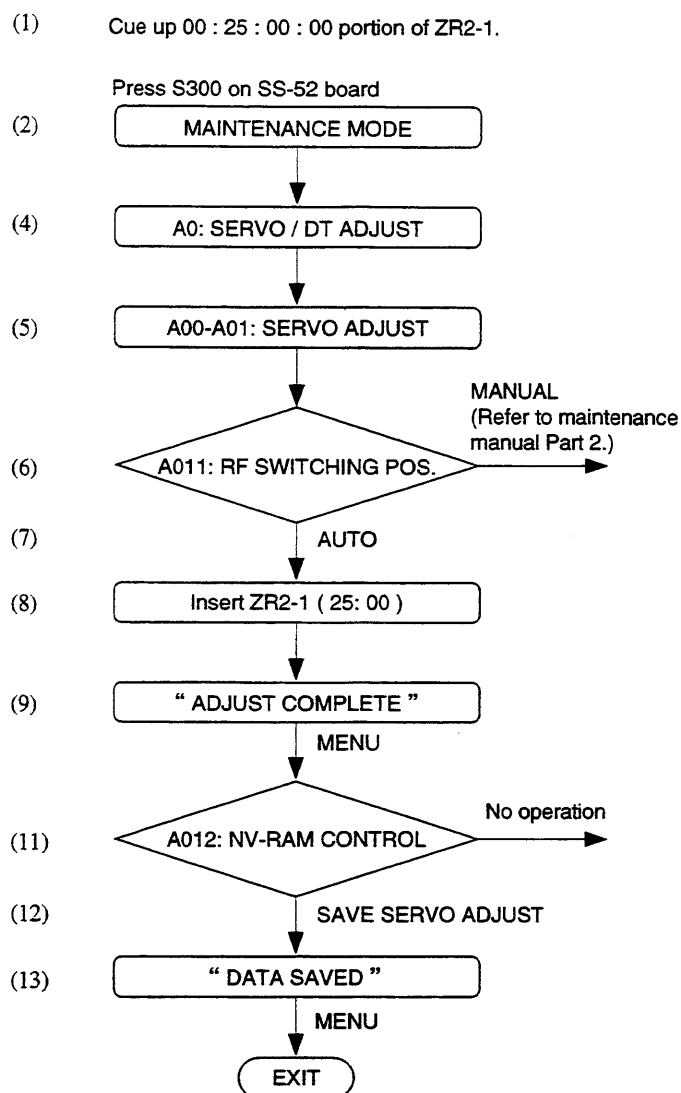 (1) Cue up 00 : 25 : 00 : 00 portion of ZR2-1.
Press S300 on SS-52 board
(2) MAINTENANCE MODE
(4) A0: SERVO / DT ADJUST
(5) A00-A01: SERVO ADJUST
MANUAL
(Refer to maintenance
manual Part 2.)
(6) A011: RF SWITCHING POS.
(7) AUTO
(8) Insert ZR2-1 ( 25: 00 )
(9) “ ADJUST COMPLETE ”
MENU
No operation
(11) A012: NV-RAM CONTROL
(12) SAVE SERVO ADJUST
(13) “ DATA SAVED ”
MENU
EXIT